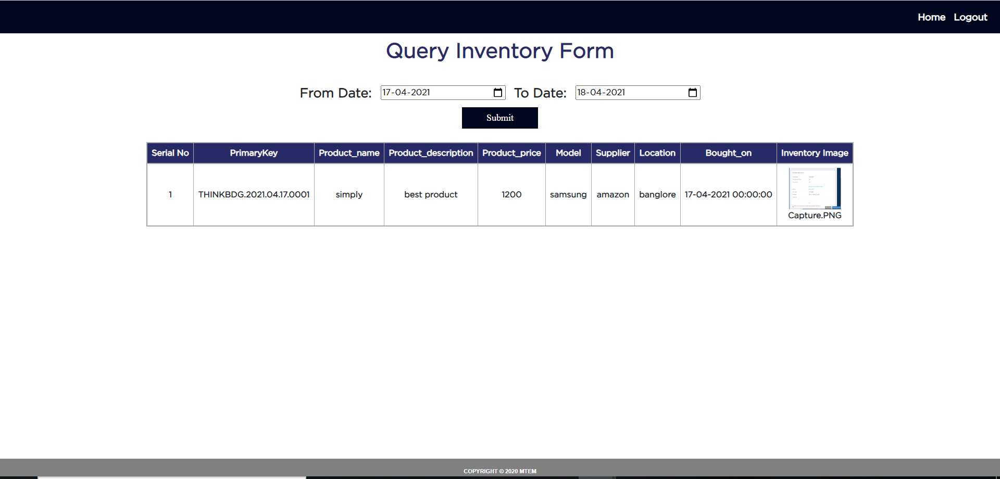 Home Logout
Query Inventory Form
From Date: 17-04-2021 To Date: 18-04-2021
Submit
Serial No PrimaryKey Product_name Product_description Product_price Model Supplier Location Bought_on Inventory Image
1 THINKBDG.2021.04.17.0001 simply best product 1200 samsung amazon banglore 17-04-2021 00:00:00
Capture.PNG
COPYRIGHT © 2020 MTEM